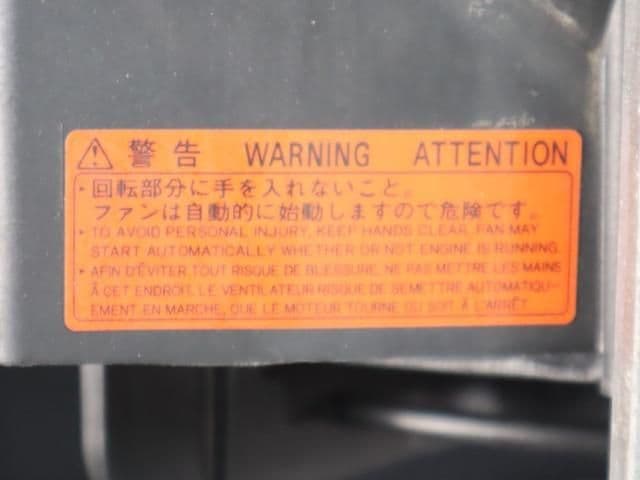 警告 WARNING ATTENTION
・回転部分に手を入れないこと。
ファンは自動的に始動しますので危険です。
・TO AVOID PERSONAL INJURY, KEEP HANDS CLEAR, FAN MAY
START AUTOMATICALLY WHETHER OR NOT ENGINE IS RUNNING.
・AFIN D'ÉVITER TOUT RISQUE DE BLESSURE, NE PAS METTRE LES MAINS
À CET ENDROIT. LE VENTILATEUR RISQUE DE SE METTRE AUTOMATIQU-
EMENT EN MARCHE, QUE LE MOTEUR TOURNE OU SOIT À L'ARRÊT.